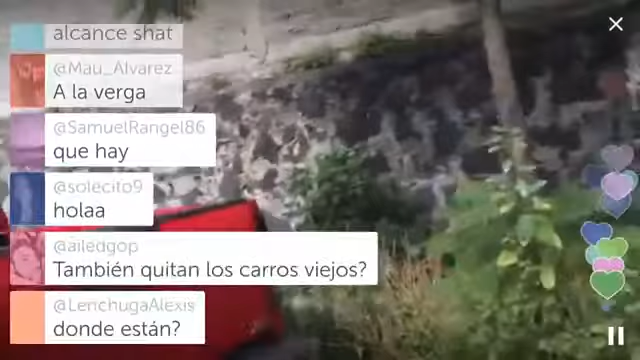 alcance shat
@Mau_Alvarez
A la verga
@SamuelRangel86
que hay
@solecito9
holaa
@ailedgop
También quitan los carros viejos?
@LenchugaAlexis
donde están?